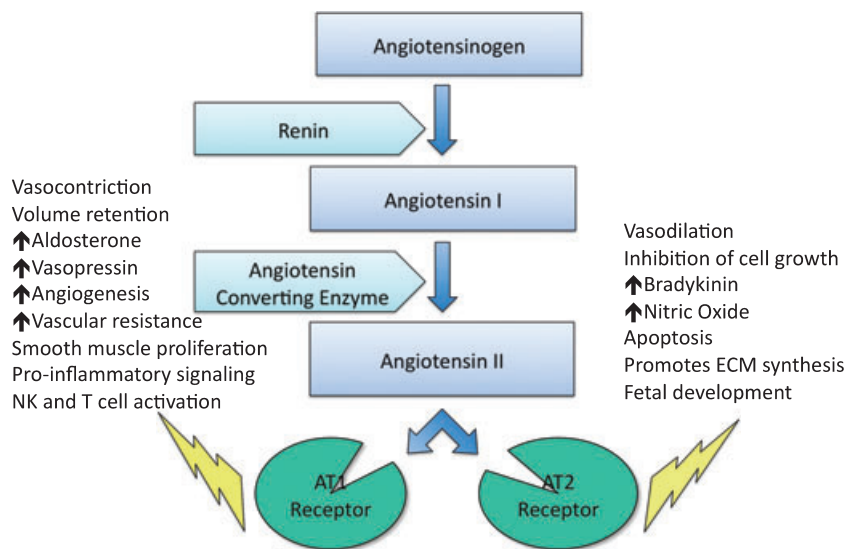 Angiotensinogen
Renin
Angiotensin I
Angiotensin
Converting Enzyme
Angiotensin II
Vasocontriction
Volume retention
🡅Aldosterone
🡅Vasopressin
🡅Angiogenesis
🡅Vascular resistance
Smooth muscle proliferation
Pro-inflammatory signaling
NK and T cell activation
Vasodilation
Inhibition of cell growth
🡅Bradykinin
🡅Nitric Oxide
Apoptosis
Promotes ECM synthesis
Fetal development
AT1
Receptor
AT2
Receptor